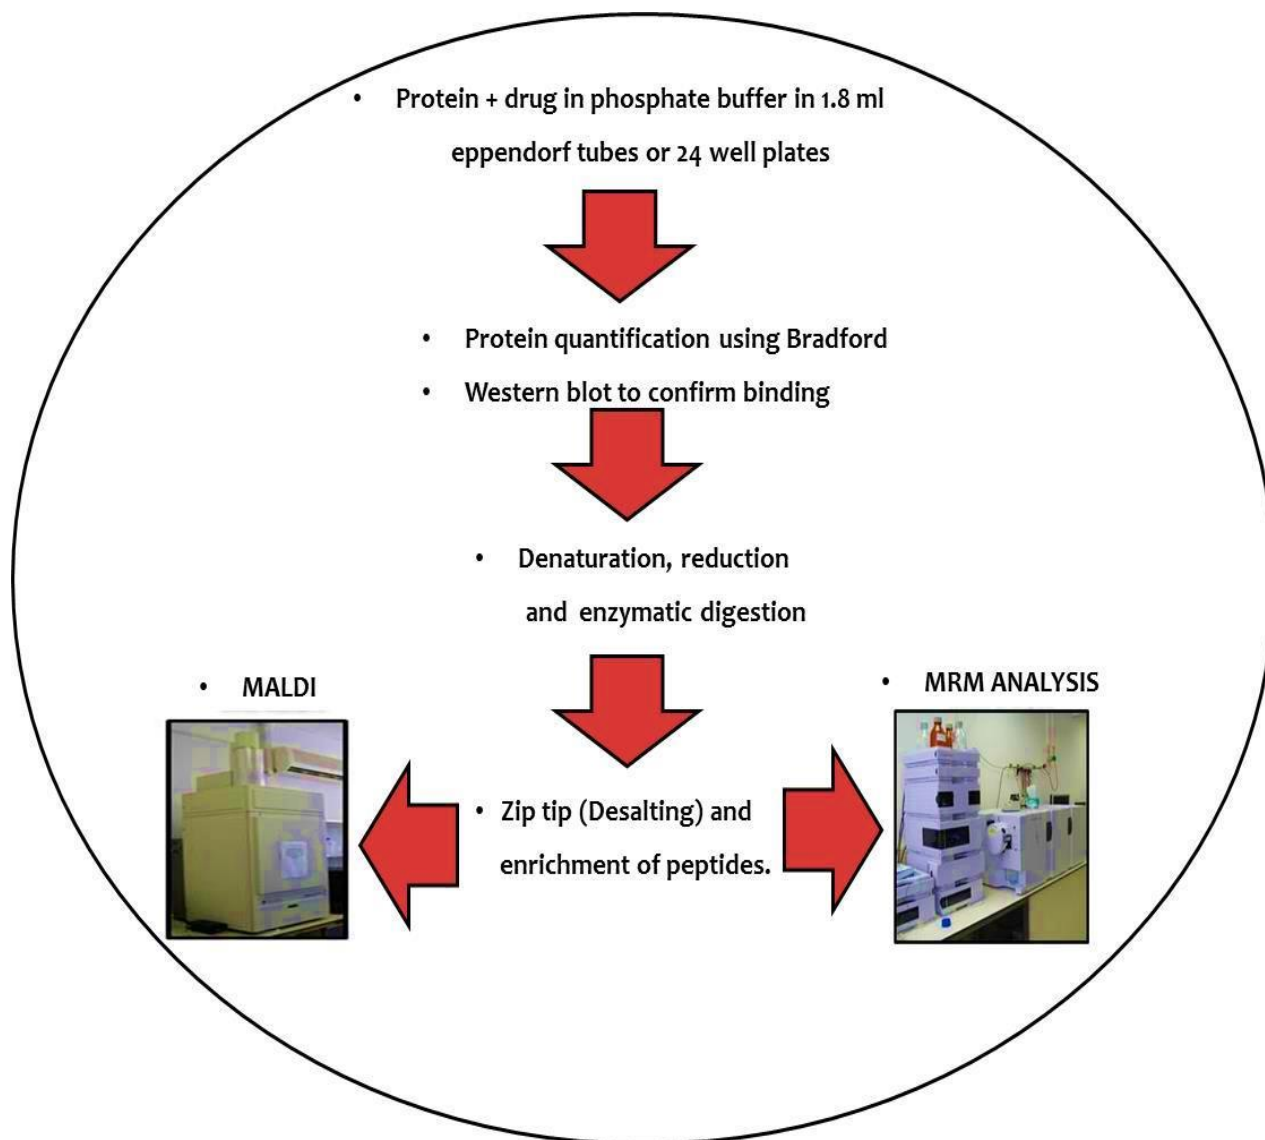 • Protein + drug in phosphate buffer in 1.8 ml
eppendorf tubes or 24 well plates
• Protein quantification using Bradford
• Western blot to confirm binding
• Denaturation, reduction
and enzymatic digestion
• MALDI
• MRM ANALYSIS
• Zip tip (Desalting) and
enrichment of peptides.